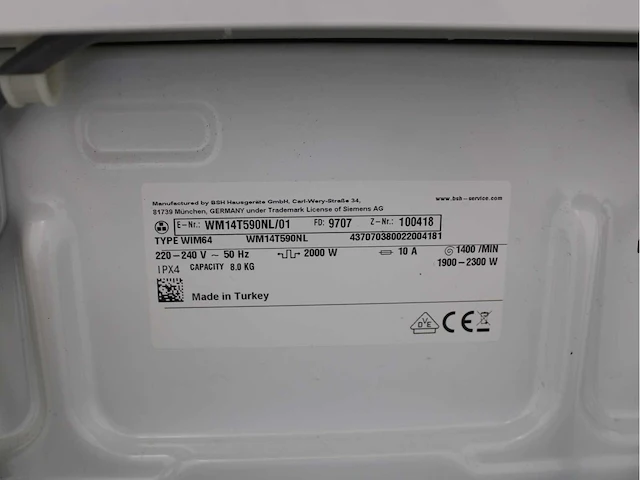 Manufactured by BSH Hausgeräte GmbH, Carl-Wery-Straße 34, www.bsh-service.com
81739 München, GERMANY under Trademark License of Siemens AG
E-Nr.: WM14T590NL/01 FD: 9707 Z-Nr.: 100418
TYPE WIM64 WM14T590NL 437070380022004181
220-240 V ~ 50 Hz 2000 W 10 A 1400 /MIN
IPX4 CAPACITY 8.0 KG 1900-2300 W
Made in Turkey
DVE CE